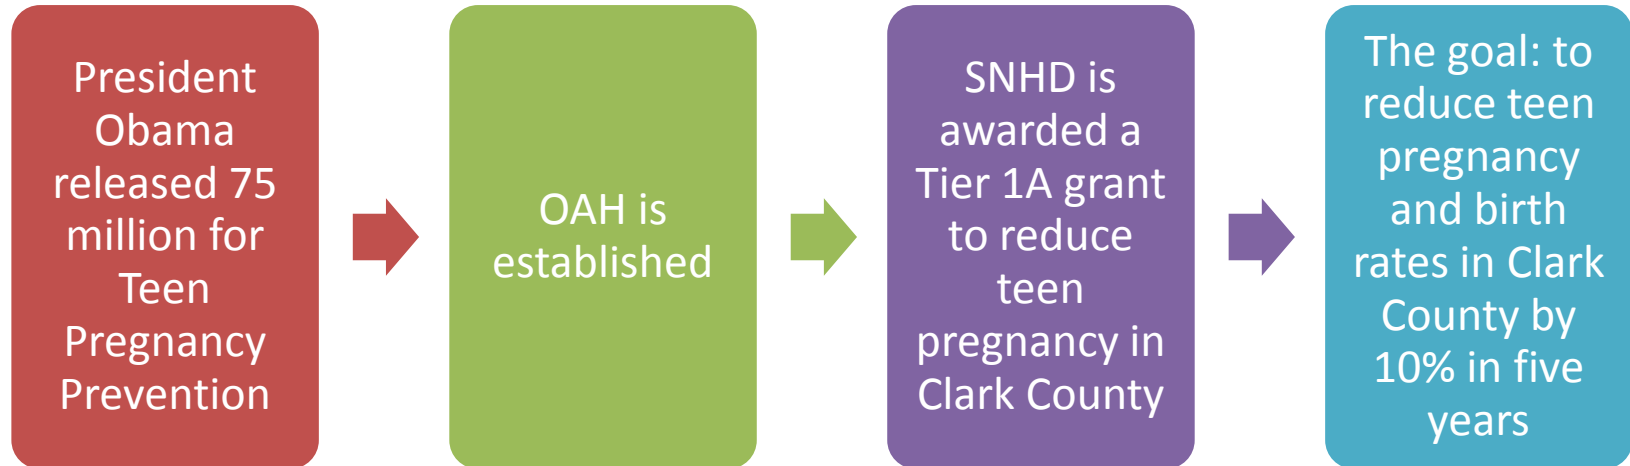 President
Obama
released 75
million for
Teen
Pregnancy
Prevention
OAH is
established
SNHD is
awarded a
Tier 1A grant
to reduce
teen
pregnancy in
Clark County
The goal: to
reduce teen
pregnancy
and birth
rates in Clark
County by
10% in five
years